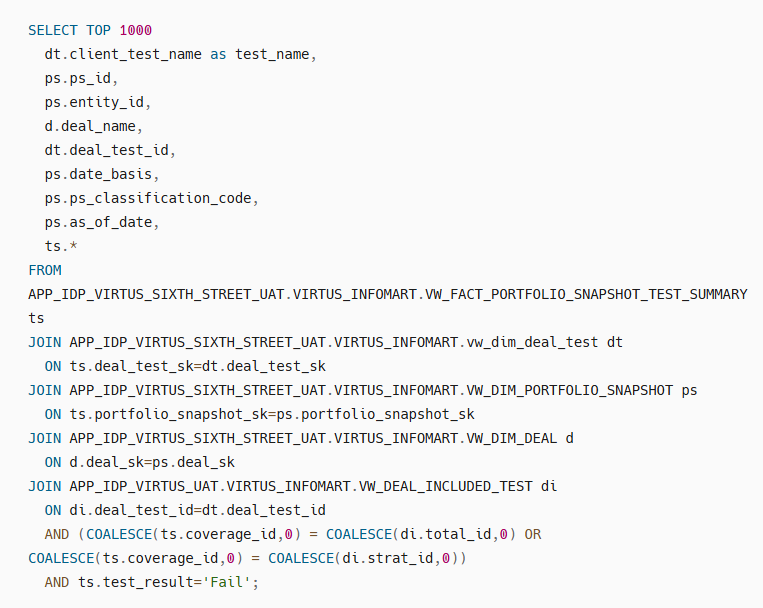 SELECT TOP 1000
dt.client_test_name as test_name,
ps.ps_id,
ps.entity_id,
d.deal_name,
dt.deal_test_id,
ps.date_basis,
ps.ps_classification_code,
ps.as_of_date,
ts.*
FROM
APP_IDP_VIRTUS_SIXTH_STREET_UAT.VIRTUS_INFOMART.VW_FACT_PORTFOLIO_SNAPSHOT_TEST_SUMMARY
ts
JOIN APP_IDP_VIRTUS_SIXTH_STREET_UAT.VIRTUS_INFOMART.vw_dim_deal_test dt
ON ts.deal_test_sk=dt.deal_test_sk
JOIN APP_IDP_VIRTUS_SIXTH_STREET_UAT.VIRTUS_INFOMART.VW_DIM_PORTFOLIO_SNAPSHOT ps
ON ts.portfolio_snapshot_sk=ps.portfolio_snapshot_sk
JOIN APP_IDP_VIRTUS_SIXTH_STREET_UAT.VIRTUS_INFOMART.VW_DIM_DEAL d
ON d.deal_sk=ps.deal_sk
JOIN APP_IDP_VIRTUS_UAT.VIRTUS_INFOMART.VW_DEAL_INCLUDED_TEST di
ON di.deal_test_id=dt.deal_test_id
AND (COALESCE(ts.coverage_id,0) = COALESCE(di.total_id,0) OR
COALESCE(ts.coverage_id,0) = COALESCE(di.strat_id,0))
AND ts.test_result='Fail';